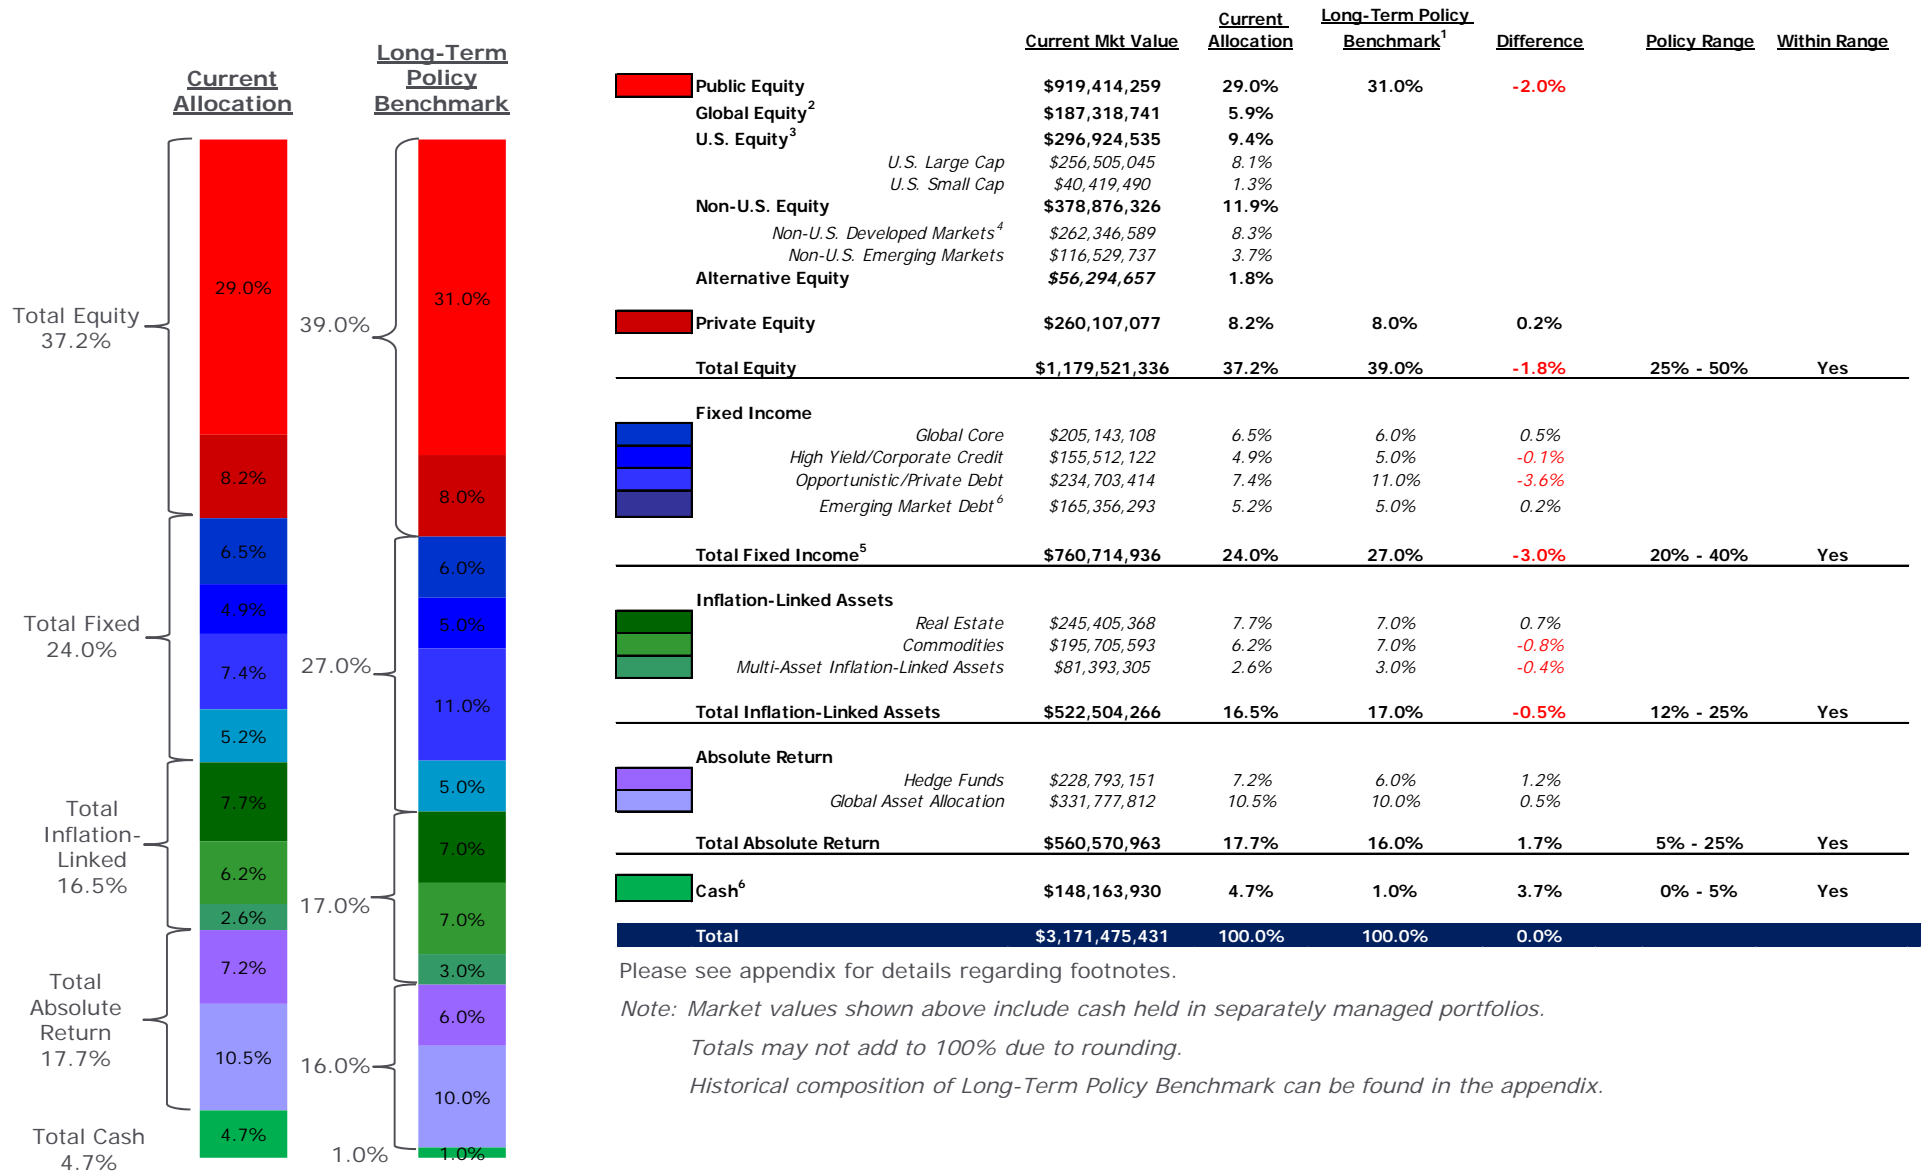 Current
Allocation
Long-Term
Policy
Benchmark
Total Equity
37.2%
Total Fixed
24.0%
Total
Inflation-
Linked
16.5%
Total
Absolute
Return
17.7%
Total Cash
4.7%
29.0%
8.2%
6.5%
4.9%
7.4%
5.2%
7.7%
6.2%
2.6%
7.2%
10.5%
4.7%
39.0%
27.0%
17.0%
16.0%
1.0%
31.0%
8.0%
6.0%
5.0%
11.0%
5.0%
7.0%
7.0%
3.0%
6.0%
10.0%
1.0%
Current Long-Term Policy
Current Mkt Value Allocation Benchmark1 Difference Policy Range Within Range
Public Equity $919,414,259 29.0% 31.0% -2.0%
Global Equity2 $187,318,741 5.9%
U.S. Equity3 $296,924,535 9.4%
U.S. Large Cap $256,505,045 8.1%
U.S. Small Cap $40,419,490 1.3%
Non-U.S. Equity $378,876,326 11.9%
Non-U.S. Developed Markets4 $262,346,589 8.3%
Non-U.S. Emerging Markets $116,529,737 3.7%
Alternative Equity $56,294,657 1.8%
Private Equity $260,107,077 8.2% 8.0% 0.2%
Total Equity $1,179,521,336 37.2% 39.0% -1.8% 25% - 50% Yes
Fixed Income
Global Core $205,143,108 6.5% 6.0% 0.5%
High Yield/Corporate Credit $155,512,122 4.9% 5.0% -0.1%
Opportunistic/Private Debt $234,703,414 7.4% 11.0% -3.6%
Emerging Market Debt6 $165,356,293 5.2% 5.0% 0.2%
Total Fixed Income5 $760,714,936 24.0% 27.0% -3.0% 20% - 40% Yes
Inflation-Linked Assets
Real Estate $245,405,368 7.7% 7.0% 0.7%
Commodities $195,705,593 6.2% 7.0% -0.8%
Multi-Asset Inflation-Linked Assets $81,393,305 2.6% 3.0% -0.4%
Total Inflation-Linked Assets $522,504,266 16.5% 17.0% -0.5% 12% - 25% Yes
Absolute Return
Hedge Funds $228,793,151 7.2% 6.0% 1.2%
Global Asset Allocation $331,777,812 10.5% 10.0% 0.5%
Total Absolute Return $560,570,963 17.7% 16.0% 1.7% 5% - 25% Yes
Cash6 $148,163,930 4.7% 1.0% 3.7% 0% - 5% Yes
Total $3,171,475,431 100.0% 100.0% 0.0%
Please see appendix for details regarding footnotes.
Note: Market values shown above include cash held in separately managed portfolios.
Totals may not add to 100% due to rounding.
Historical composition of Long-Term Policy Benchmark can be found in the appendix.